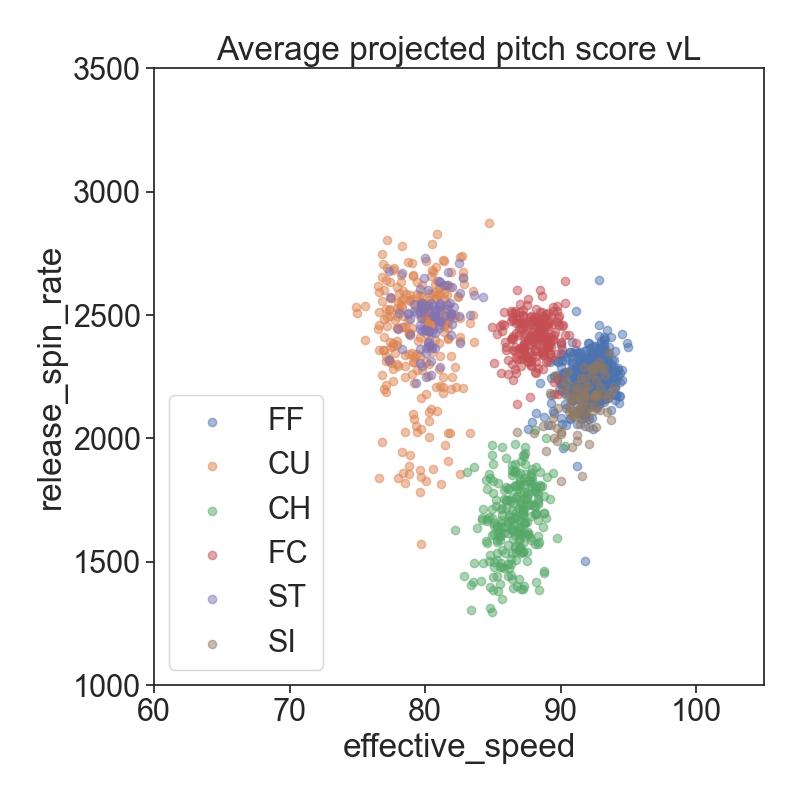 Average projected pitch score vL
3500
3000
2500
2000
1500
1000
release_spin_rate
FF
CU
CH
FC
ST
SI
60
70
80
90
100
effective_speed